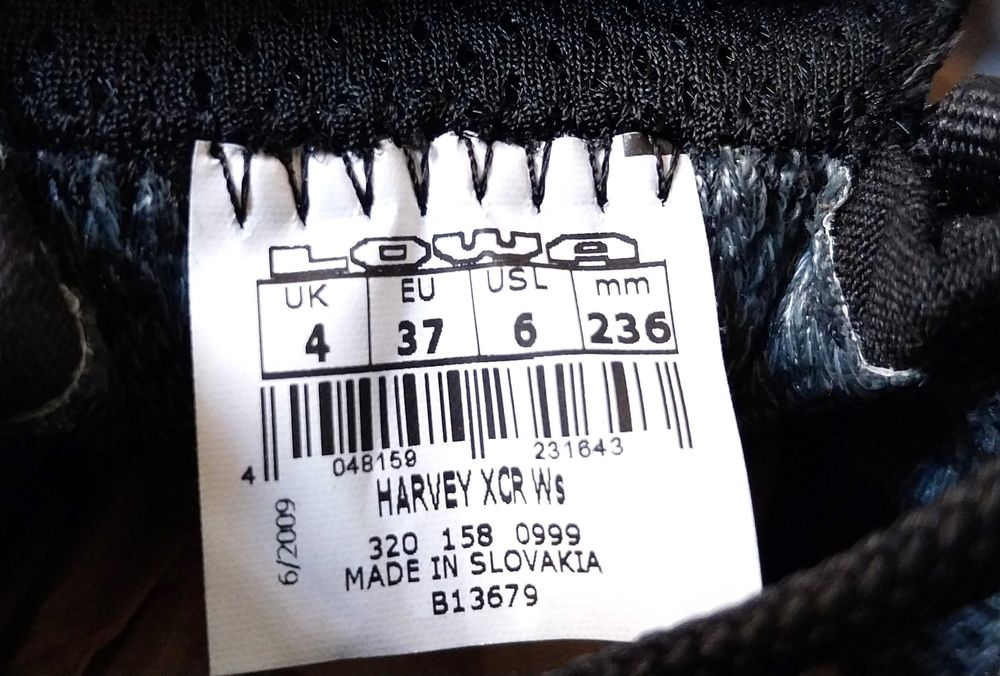 LOWA
UK EU USL mm
4 37 6 236
4 048159 231643
HARVEY XCR Ws
6/2009
320 158 0999
MADE IN SLOVAKIA
B13679